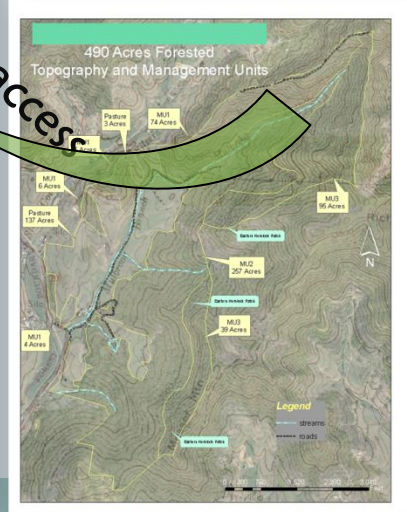 490 Acres Forested
Topography and Management Units
access
Pasture
3 Acres
MU1
74 Acres
MU1
6 Acres
Pasture
137 Acres
MU3
95 Acres
N
MU2
257 Acres
MU3
39 Acres
MU1
4 Acres
Legend
streams
roads